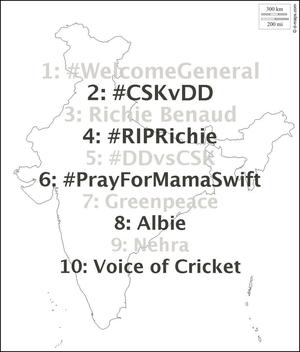 300 km
200 mi
© d-maps.com
1: #WelcomeGeneral
2: #CSKvDD
3: Richie Benaud
4: #RIPRichie
5: #DDvsCSK
6: #PrayForMamaSwift
7: Greenpeace
8: Albie
9: Nehra
10: Voice of Cricket